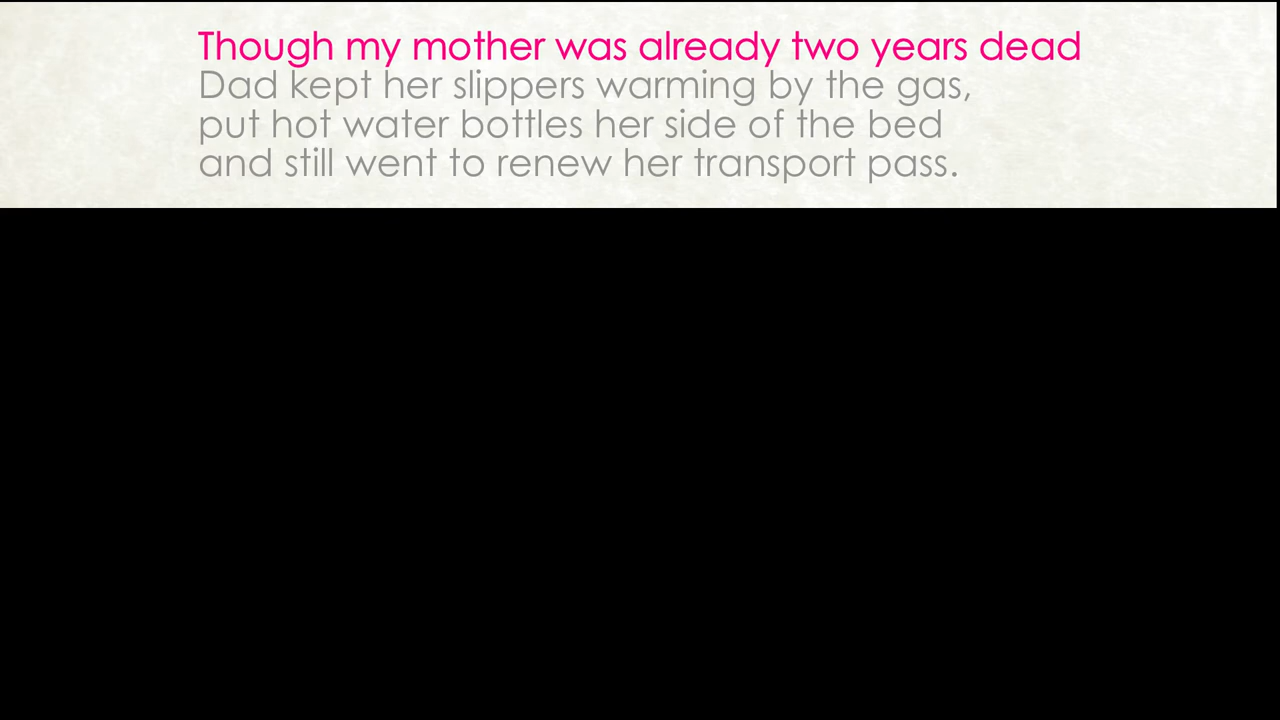 Though my mother was already two years dead
Dad kept her slippers warming by the gas,
put hot water bottles her side of the bed
and still went to renew her transport pass.